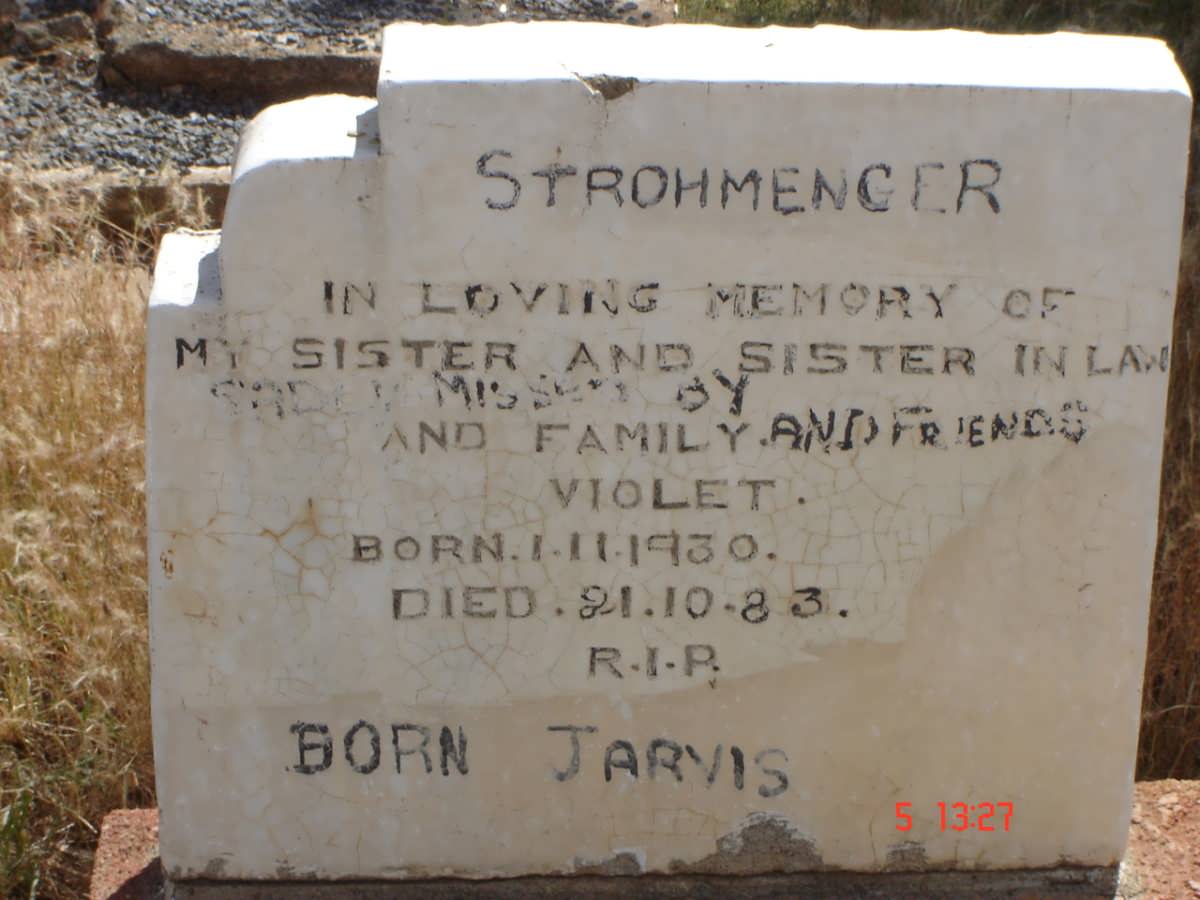 STROHMENGER
IN LOVING MEMORY OF
MY SISTER AND SISTER IN LAW
SADLY MISSED BY
AND FAMILY. AND FRIENDS
VIOLET.
BORN. 1.11.1930.
DIED. 21.10.83.
R.I.P.
BORN JARVIS
5 13:27